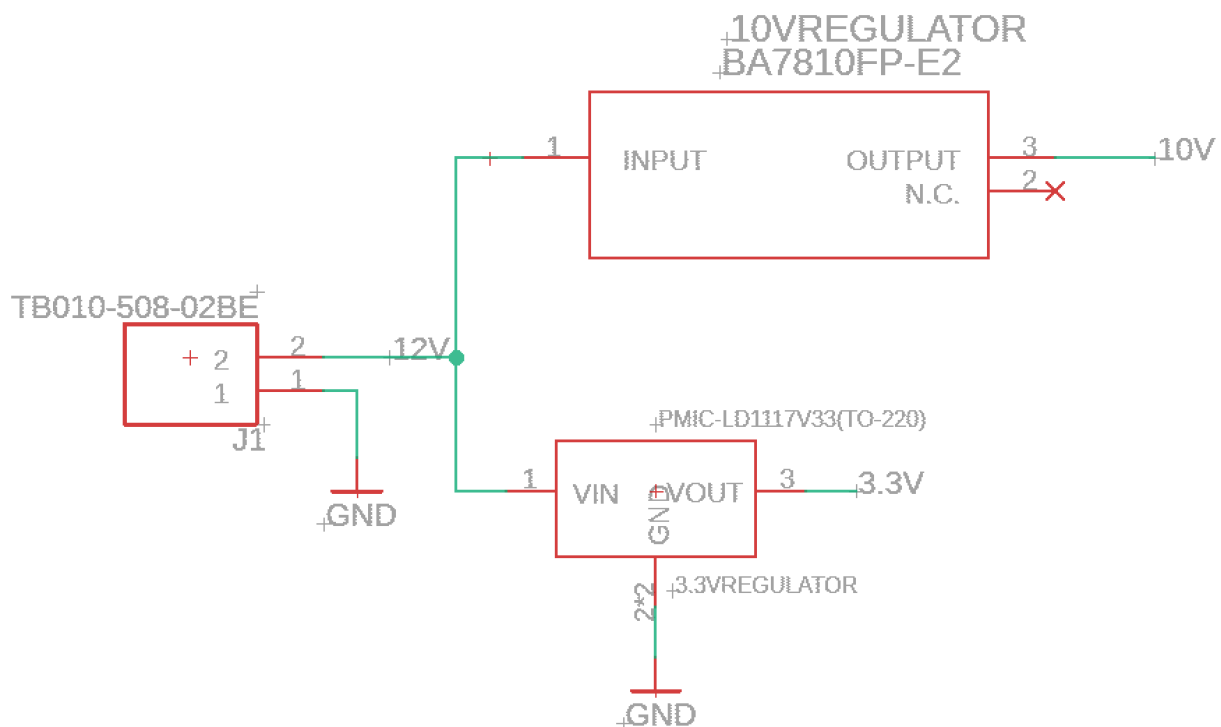 10VREGULATOR
BA7810FP-E2
1
INPUT
OUTPUT
3
10V
N.C.
2
TB010-508-02BE
2
2
12V
1
1
J1
GND
PMIC-LD1117V33(TO-220)
1
VIN
GND
VOUT
3
3.3V
2*2
3.3VREGULATOR
GND